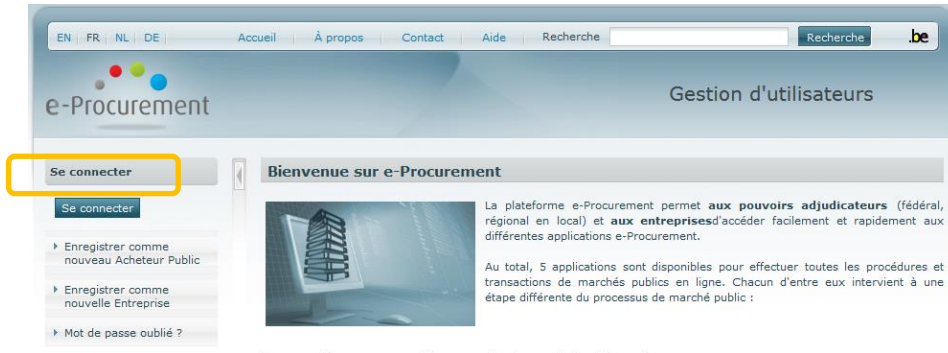 EN FR NL DE Accueil À propos Contact Aide Recherche Recherche .be
e-Procurement
Gestion d'utilisateurs
Se connecter
Se connecter
Enregistrer comme
nouveau Acheteur Public
Enregistrer comme
nouvelle Entreprise
Mot de passe oublié ?
Bienvenue sur e-Procurement
La plateforme e-Procurement permet aux pouvoirs adjudicateurs (fédéral,
régional en local) et aux entreprisesd'accéder facilement et rapidement aux
différentes applications e-Procurement.
Au total, 5 applications sont disponibles pour effectuer toutes les procédures et
transactions de marchés publics en ligne. Chacun d'entre eux intervient à une
étape différente du processus de marché public :